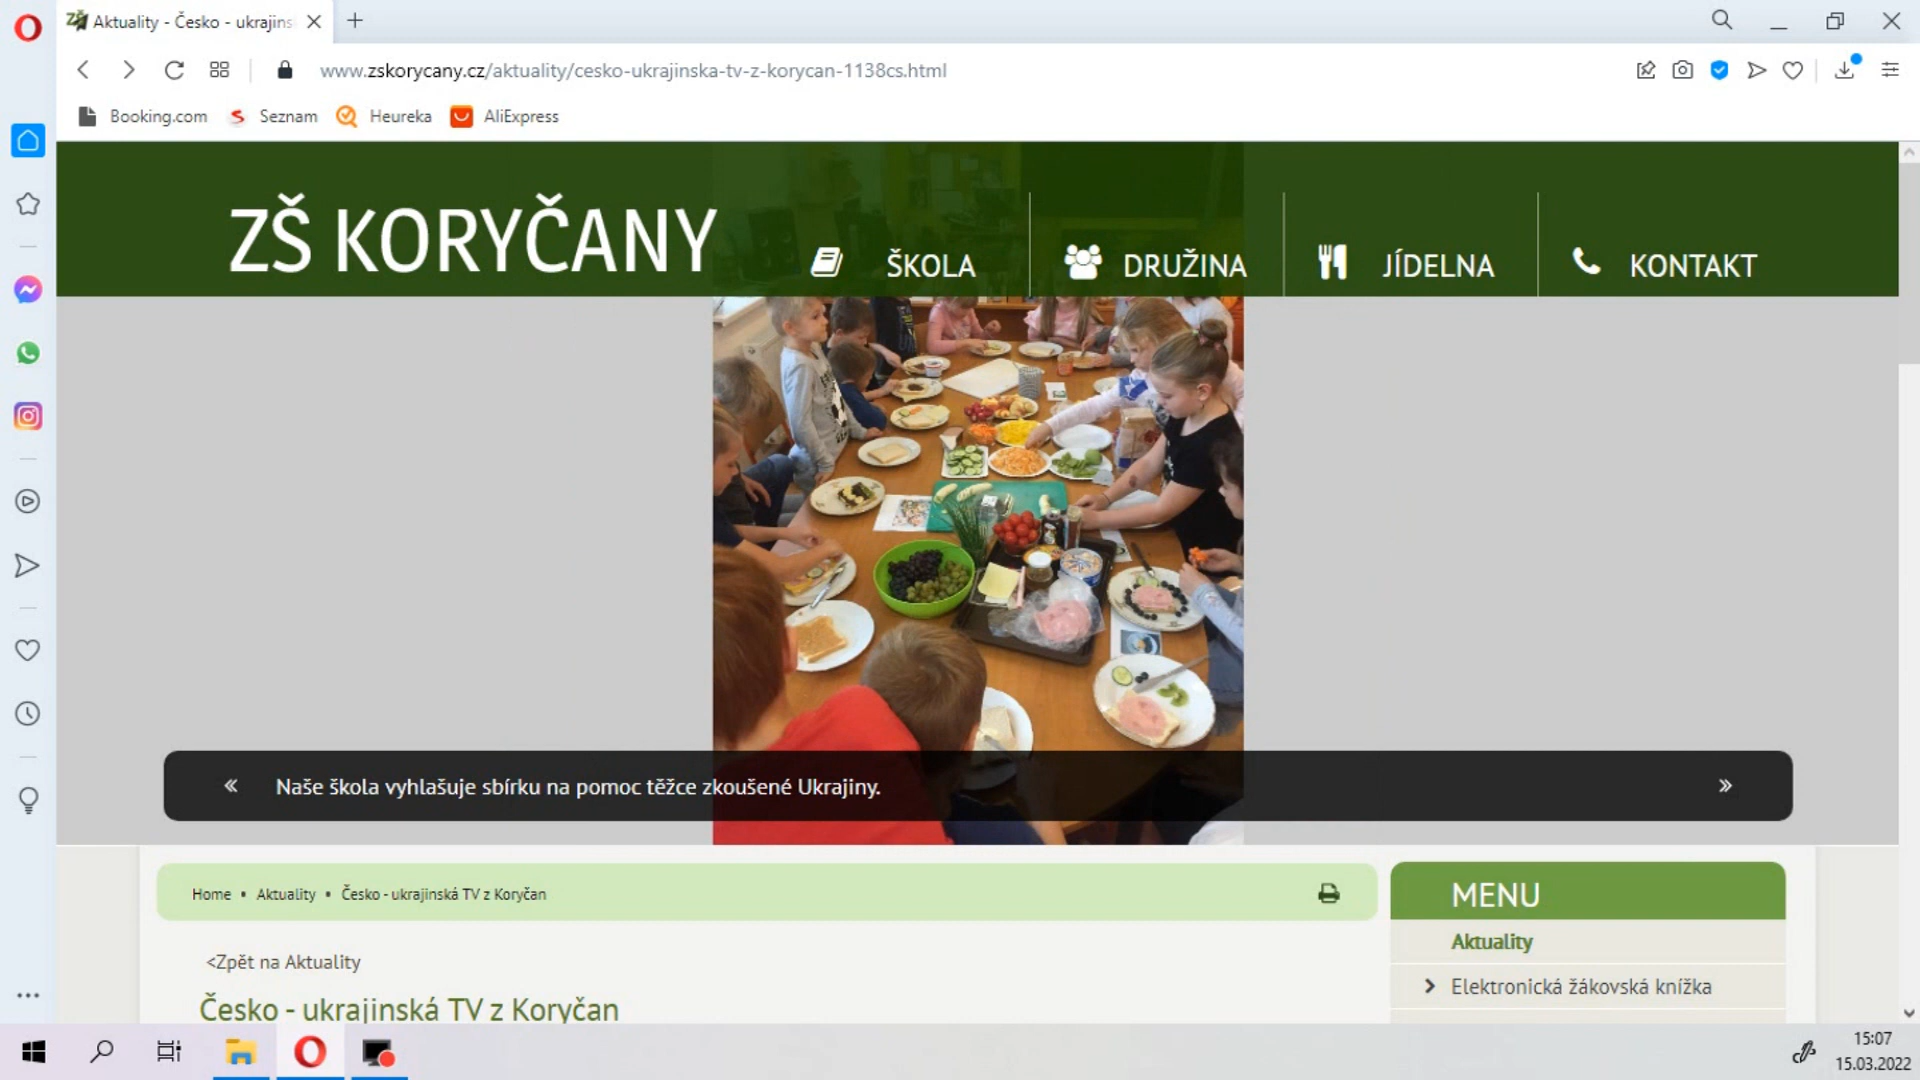 Aktuality - Česko - ukrajins
www.zskorycany.cz/aktuality/cesko-ukrajinska-tv-z-korycan-1138cs.html
Booking.com Seznam Heureka AliExpress
ZŠ KORYČANY
ŠKOLA DRUŽINA JÍDELNA KONTAKT
« Naše škola vyhlašuje sbírku na pomoc těžce zkoušené Ukrajiny. »
Home • Aktuality • Česko - ukrajinská TV z Koryčan
MENU
Aktuality
<Zpět na Aktuality
Elektronická žákovská knížka
Česko - ukrajinská TV z Koryčan
15:07
15.03.2022